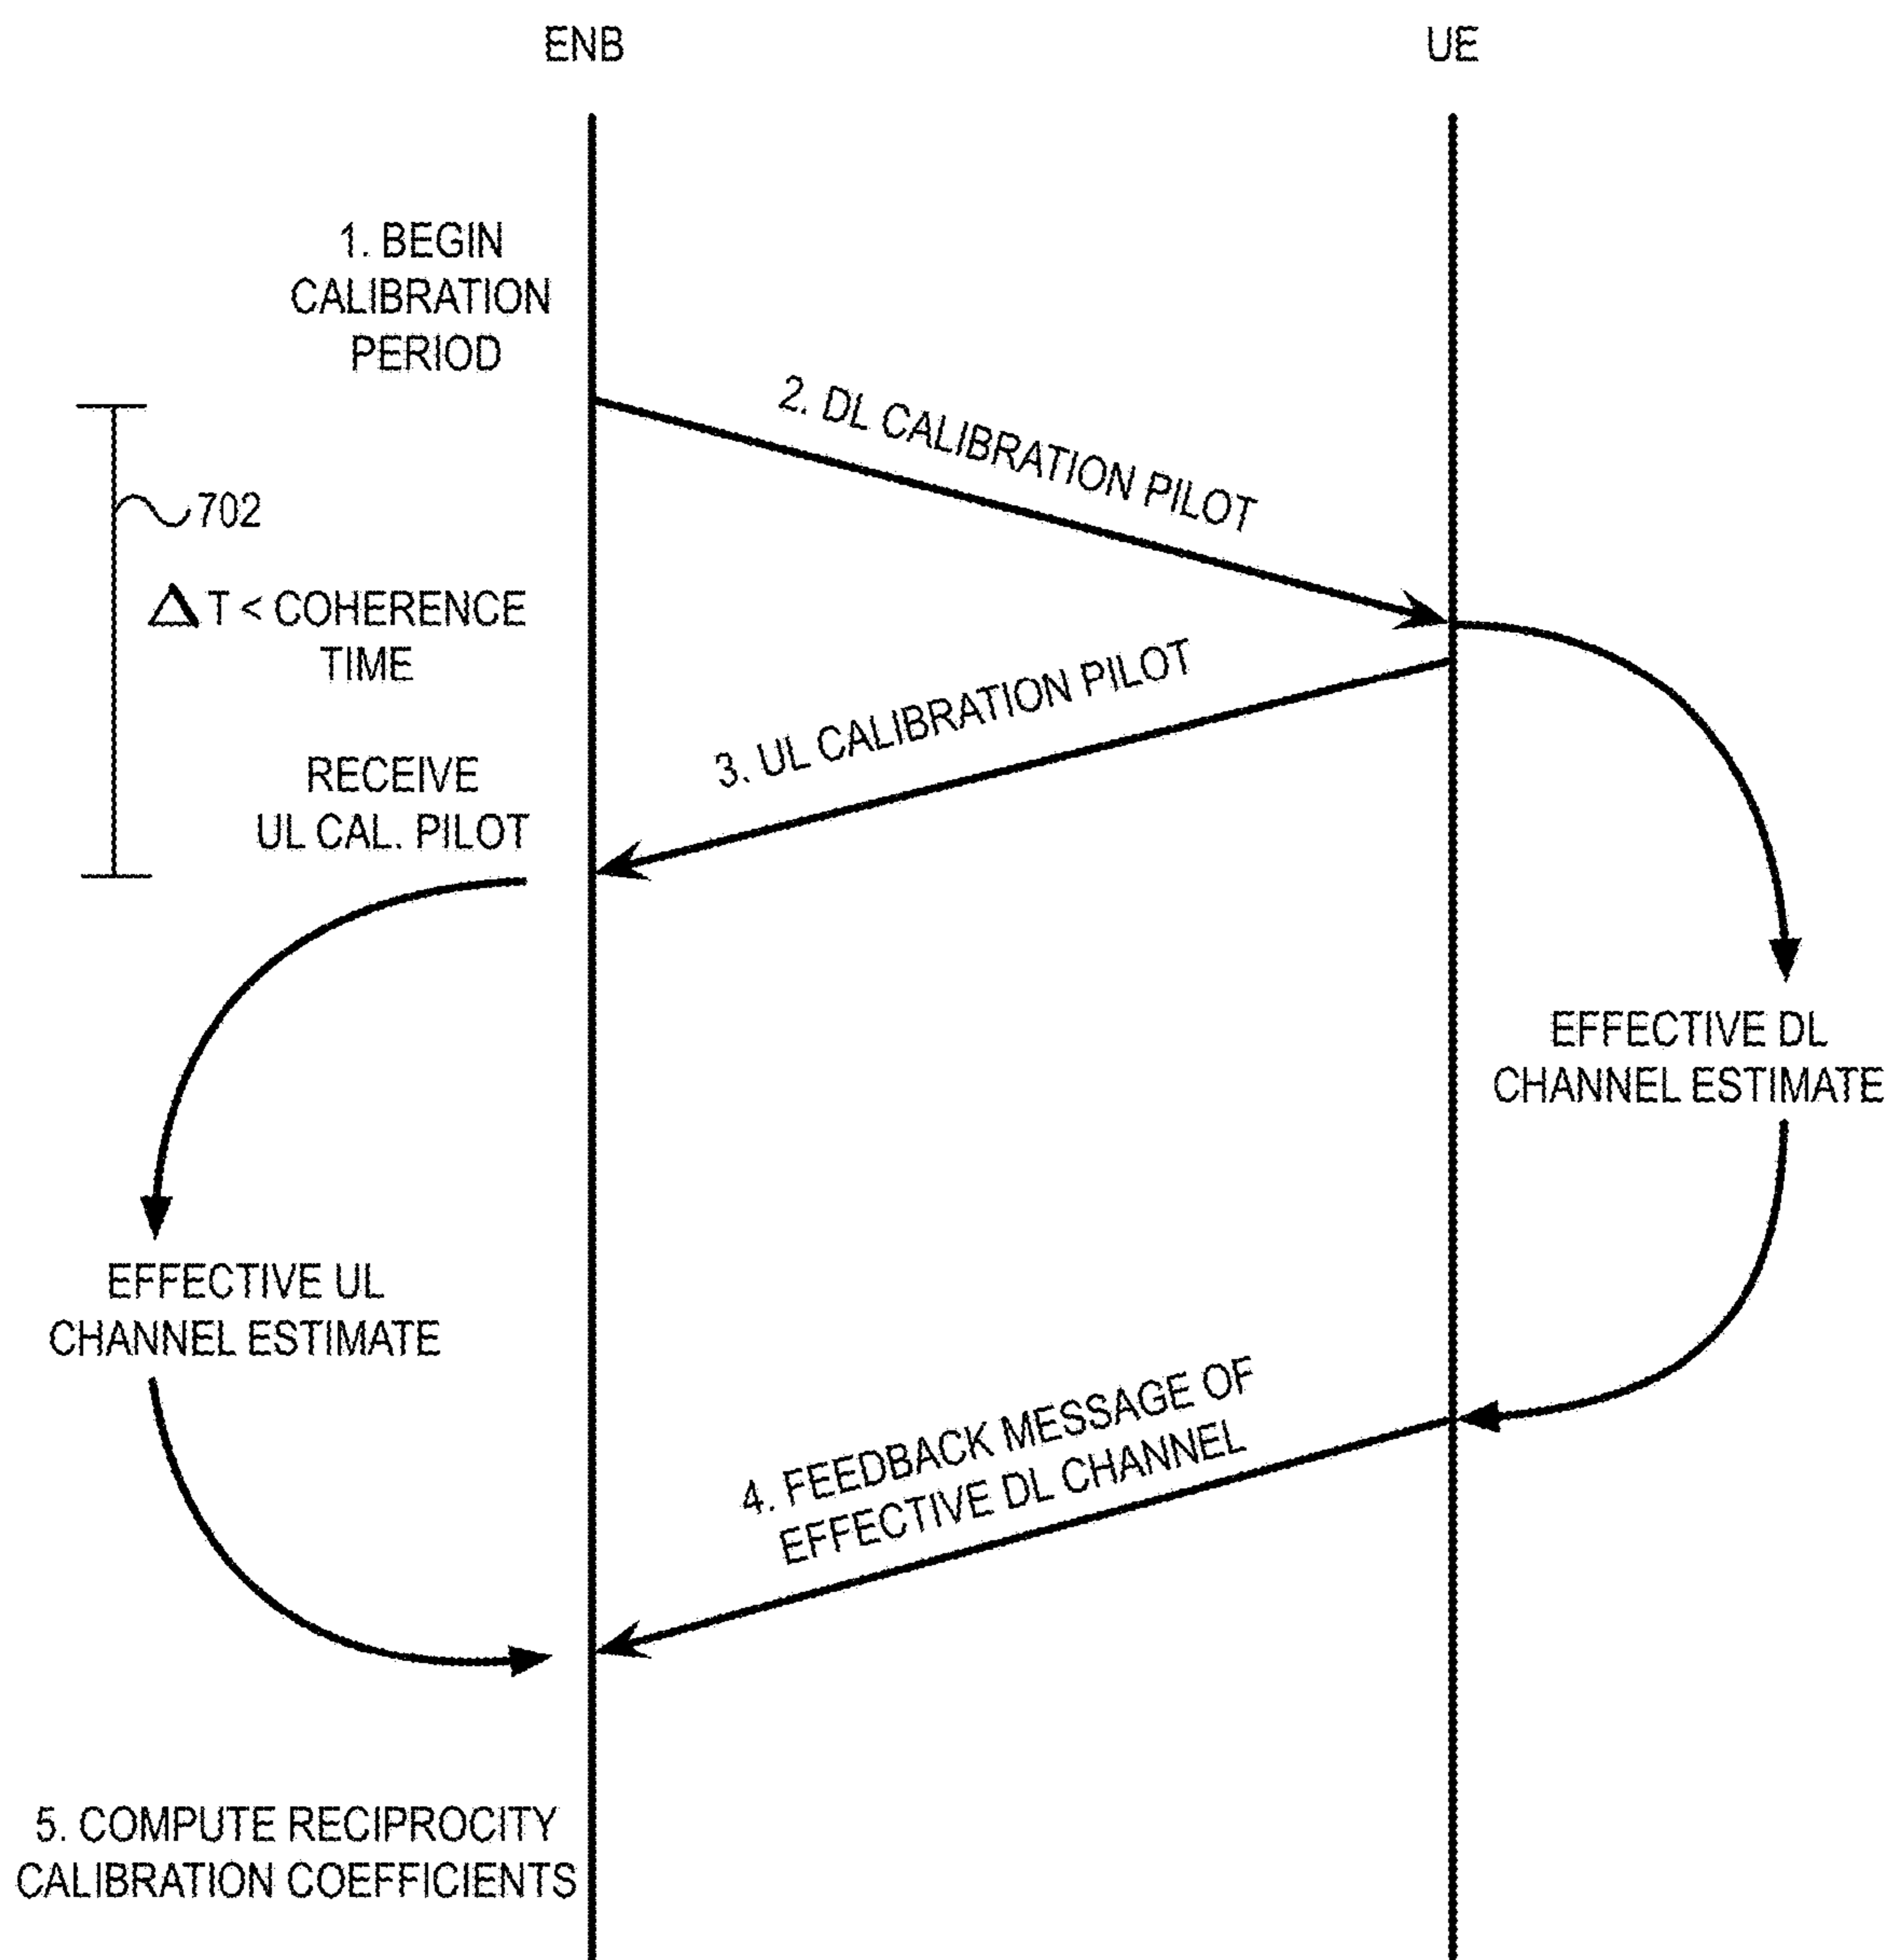 ENB
UE
1. BEGIN
CALIBRATION
PERIOD
2. DL CALIBRATION PILOT
702
△T < COHERENCE
TIME
3. UL CALIBRATION PILOT
RECEIVE
UL CAL. PILOT
EFFECTIVE DL
CHANNEL ESTIMATE
EFFECTIVE UL
CHANNEL ESTIMATE
4. FEEDBACK MESSAGE OF
EFFECTIVE DL CHANNEL
5. COMPUTE RECIPROCITY
CALIBRATION COEFFICIENTS